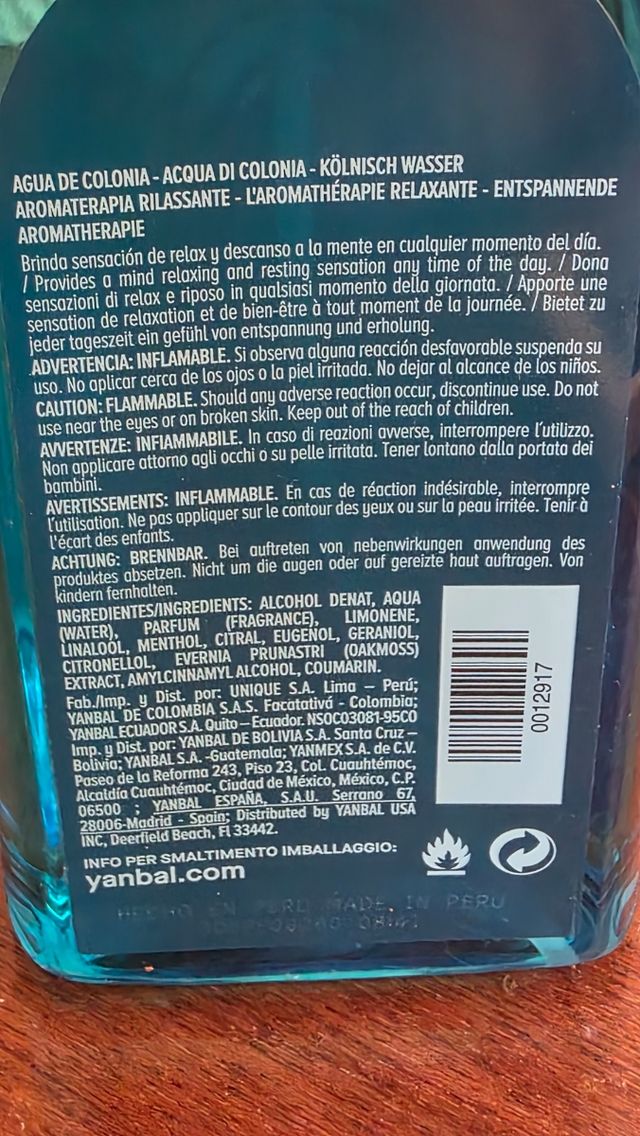 AGUA DE COLONIA - ACQUA DI COLONIA - KÖLNISCH WASSER
AROMATERAPIA RILASSANTE - L'AROMATHÉRAPIE RELAXANTE - ENTSPANNENDE
AROMATHERAPIE
Brinda sensación de relax y descanso a la mente en cualquier momento del día.
/ Provides a mind relaxing and resting sensation any time of the day. / Dona
sensazioni di relax e riposo in qualsiasi momento della giornata. / Apporte une
sensation de relaxation et de bien-être à tout moment de la journée. / Bietet zu
jeder tageszeit ein gefühl von entspannung und erholung.
ADVERTENCIA: INFLAMABLE. Si observa alguna reacción desfavorable suspenda su
uso. No aplicar cerca de los ojos o la piel irritada. No dejar al alcance de los niños.
CAUTION: FLAMMABLE. Should any adverse reaction occur, discontinue use. Do not
use near the eyes or on broken skin. Keep out of the reach of children.
AVVERTENZE: INFIAMMABILE. In caso di reazioni avverse, interrompere l'utilizzo.
Non applicare attorno agli occhi o su pelle irritata. Tener lontano dalla portata dei
bambini.
AVERTISSEMENTS: INFLAMMABLE. En cas de réaction indésirable, interrompre
l'utilisation. Ne pas appliquer sur le contour des yeux ou sur la peau irritée. Tenir à
l'écart des enfants.
ACHTUNG: BRENNBAR. Bei auftreten von nebenwirkungen anwendung des
produktes absetzen. Nicht um die augen oder auf gereizte haut auftragen. Von
kindern fernhalten.
INGREDIENTES/INGREDIENTS: ALCOHOL DENAT, AQUA
(WATER), PARFUM (FRAGRANCE), LIMONENE,
LINALOOL, MENTHOL, CITRAL, EUGENOL, GERANIOL,
CITRONELLOL, EVERNIA PRUNASTRI (OAKMOSS)
EXTRACT, AMYLCINNAMYL ALCOHOL, COUMARIN.
Fab./Imp. y Dist. por: UNIQUE S.A. Lima – Perú;
YANBAL DE COLOMBIA S.A.S. Facatativá - Colombia;
YANBAL ECUADOR S.A. Quito – Ecuador. NSOC03081-95CO
Imp. y Dist. por: YANBAL DE BOLIVIA S.A. Santa Cruz –
Bolivia; YANBAL S.A. -Guatemala; YANMEX S.A. de C.V.
Paseo de la Reforma 243, Piso 23, Col. Cuauhtémoc,
Alcaldía Cuauhtémoc, Ciudad de México, México, C.P.
06500 ; YANBAL ESPAÑA, S.A.U. Serrano 67,
28006-Madrid - Spain; Distributed by YANBAL USA
INC, Deerfield Beach, Fl 33442.
0012917
INFO PER SMALTIMENTO IMBALLAGGIO:
yanbal.com
HECHO EN PERU MADE IN PERU